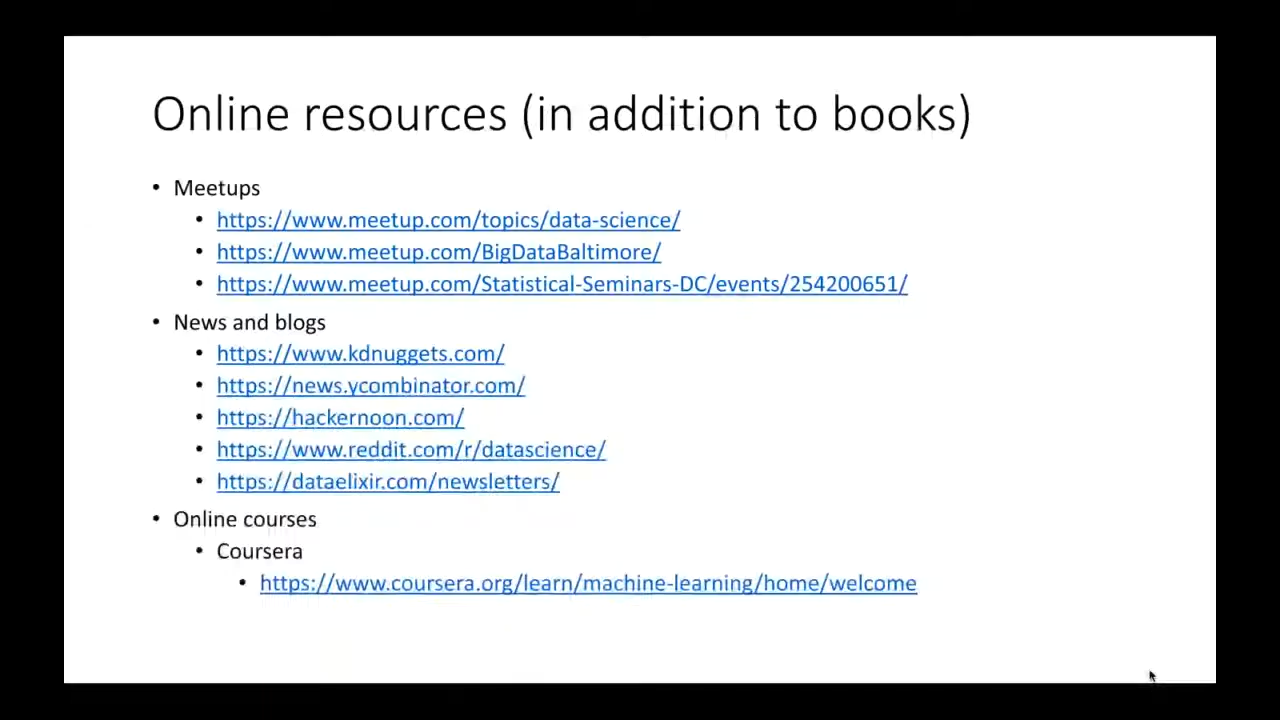 Online resources (in addition to books)
• Meetups
• https://www.meetup.com/topics/data-science/
• https://www.meetup.com/BigDataBaltimore/
• https://www.meetup.com/Statistical-Seminars-DC/events/254200651/
• News and blogs
• https://www.kdnuggets.com/
• https://news.ycombinator.com/
• https://hackernoon.com/
• https://www.reddit.com/r/datascience/
• https://dataelixir.com/newsletters/
• Online courses
• Coursera
• https://www.coursera.org/learn/machine-learning/home/welcome